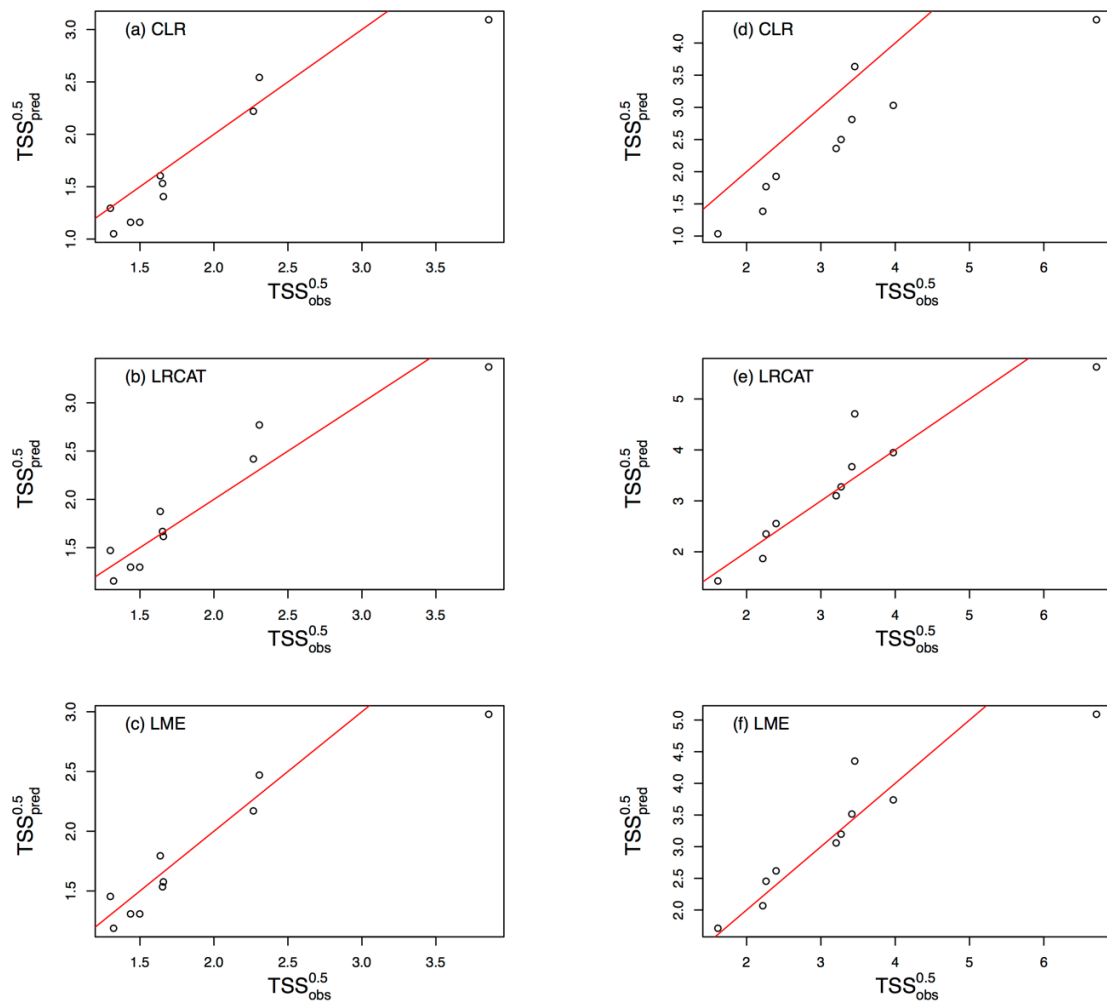 (a) CLR
TSS^0.5_pred
1.0 1.5 2.0 2.5 3.0
1.5 2.0 2.5 3.0 3.5
TSS^0.5_obs
(d) CLR
TSS^0.5_pred
1.0 1.5 2.0 2.5 3.0 3.5 4.0
2 3 4 5 6
TSS^0.5_obs
(b) LRCAT
TSS^0.5_pred
1.5 2.0 2.5 3.0
1.5 2.0 2.5 3.0 3.5
TSS^0.5_obs
(e) LRCAT
TSS^0.5_pred
2 3 4 5
2 3 4 5 6
TSS^0.5_obs
(c) LME
TSS^0.5_pred
1.5 2.0 2.5 3.0
1.5 2.0 2.5 3.0 3.5
TSS^0.5_obs
(f) LME
TSS^0.5_pred
2.0 2.5 3.0 3.5 4.0 4.5 5.0
2 3 4 5 6
TSS^0.5_obs